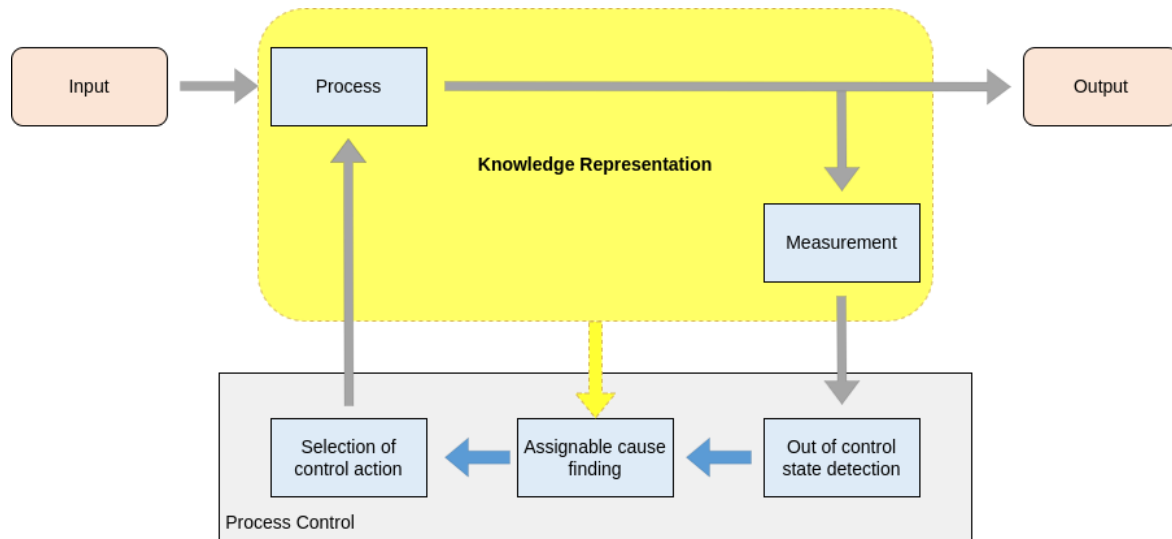 Input
Process
Output
Knowledge Representation
Measurement
Selection of
control action
Assignable cause
finding
Out of control
state detection
Process Control